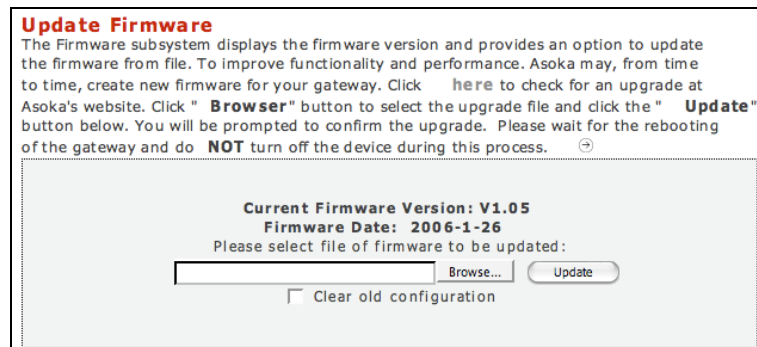 Update Firmware
The Firmware subsystem displays the firmware version and provides an option to update
the firmware from file. To improve functionality and performance. Asoka may, from time
to time, create new firmware for your gateway. Click here to check for an upgrade at
Asoka's website. Click " Browser" button to select the upgrade file and click the " Update"
button below. You will be prompted to confirm the upgrade. Please wait for the rebooting
of the gateway and do NOT turn off the device during this process.
Current Firmware Version: V1.05
Firmware Date: 2006-1-26
Please select file of firmware to be updated:
Browse... Update
Clear old configuration